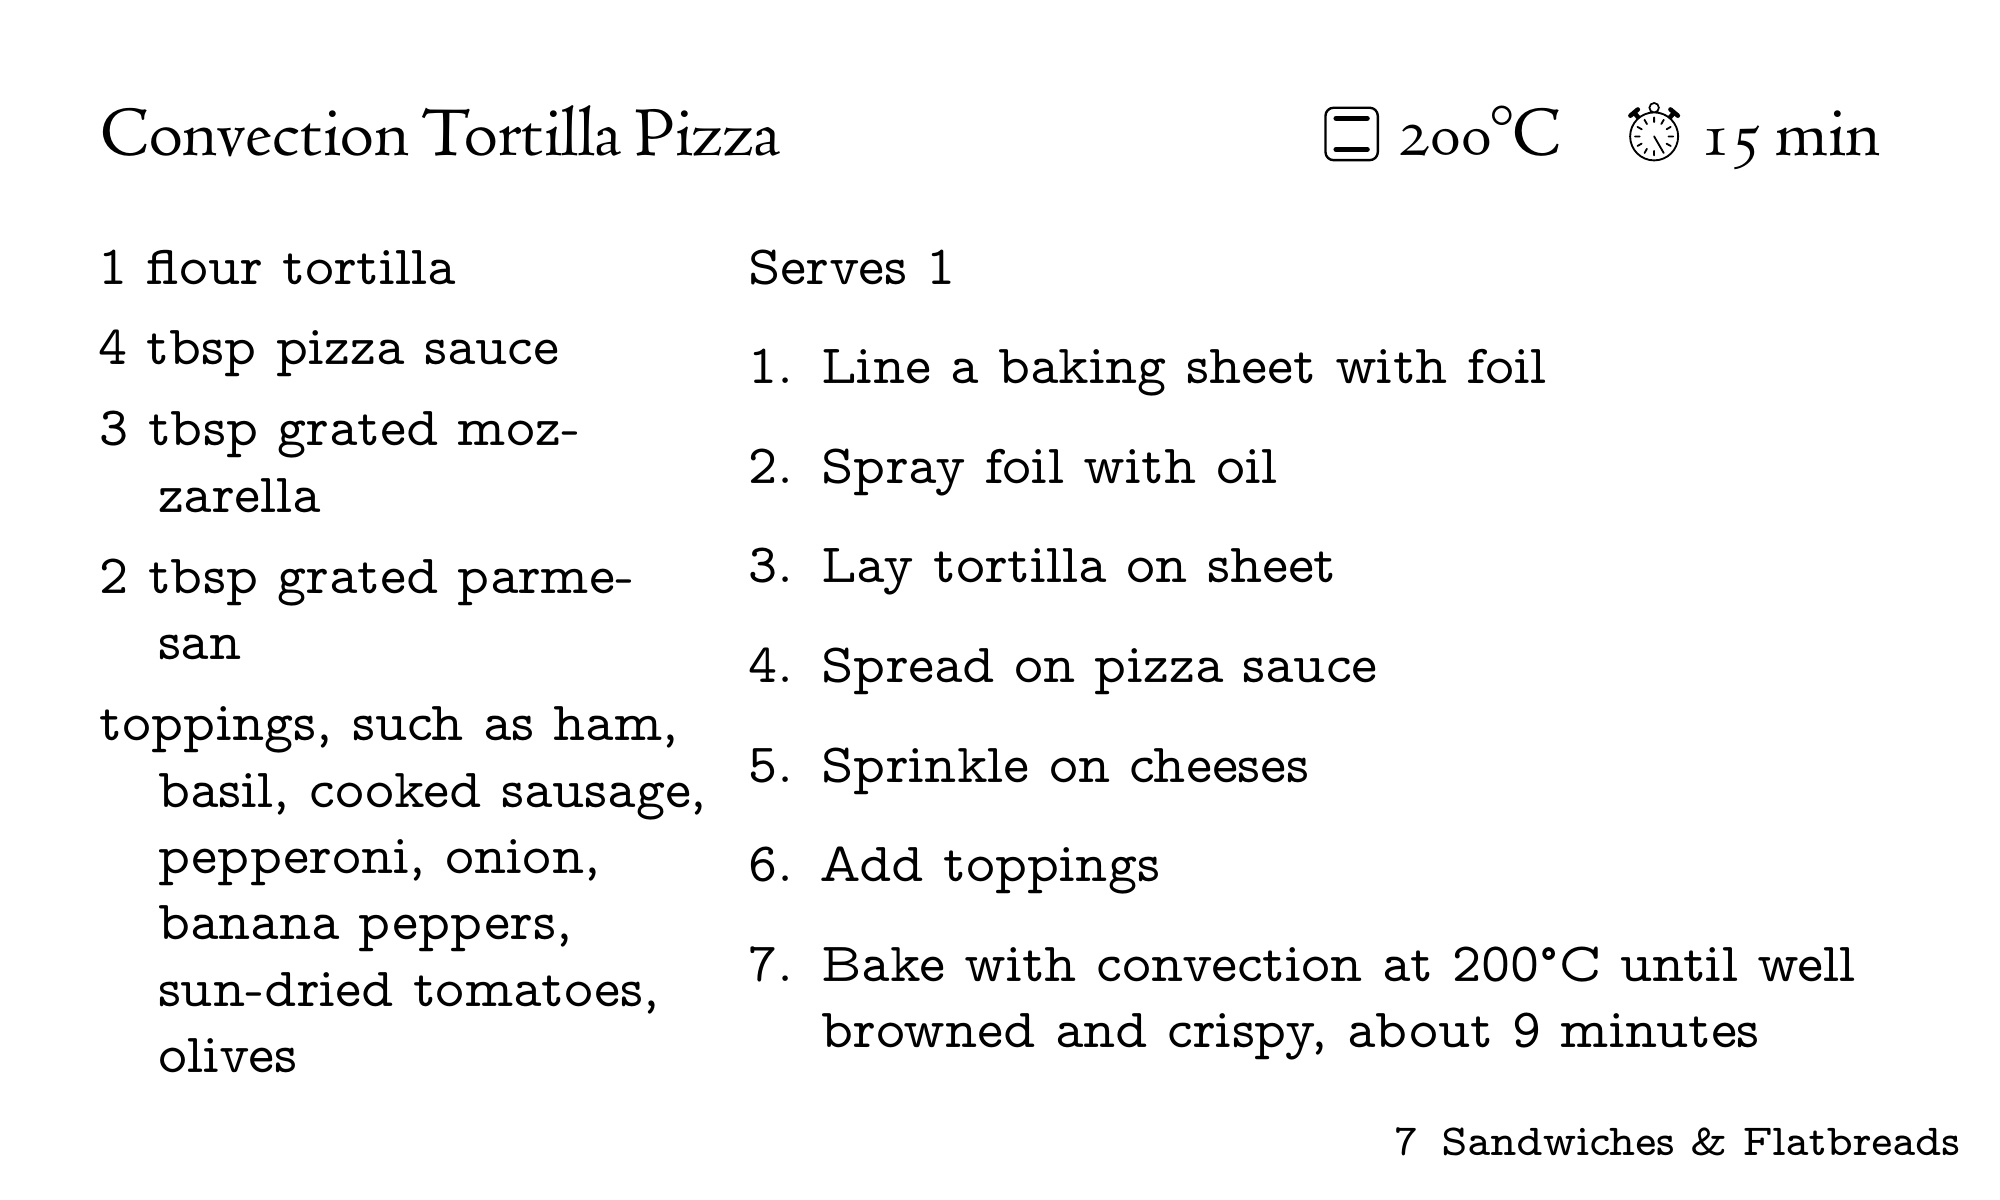 Convection Tortilla Pizza
200°C
15 min
1 flour tortilla
4 tbsp pizza sauce
3 tbsp grated moz-
zarella
2 tbsp grated parme-
san
toppings, such as ham,
basil, cooked sausage,
pepperoni, onion,
banana peppers,
sun-dried tomatoes,
olives
Serves 1
1. Line a baking sheet with foil
2. Spray foil with oil
3. Lay tortilla on sheet
4. Spread on pizza sauce
5. Sprinkle on cheeses
6. Add toppings
7. Bake with convection at 200°C until well
browned and crispy, about 9 minutes
7 Sandwiches & Flatbreads